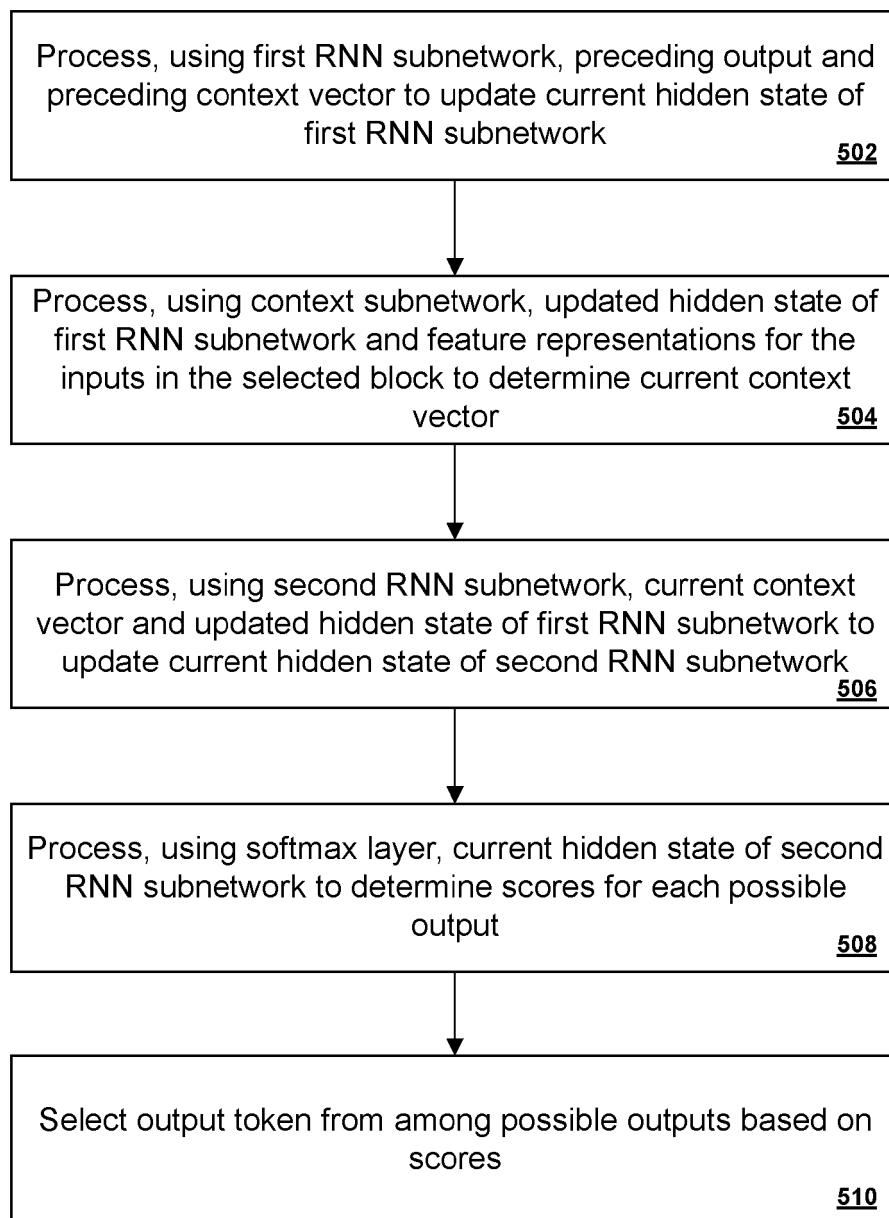 Process, using first RNN subnetwork, preceding output and
preceding context vector to update current hidden state of
first RNN subnetwork
502
Process, using context subnetwork, updated hidden state of
first RNN subnetwork and feature representations for the
inputs in the selected block to determine current context
vector
504
Process, using second RNN subnetwork, current context
vector and updated hidden state of first RNN subnetwork to
update current hidden state of second RNN subnetwork
506
Process, using softmax layer, current hidden state of second
RNN subnetwork to determine scores for each possible
output
508
Select output token from among possible outputs based on
scores
510